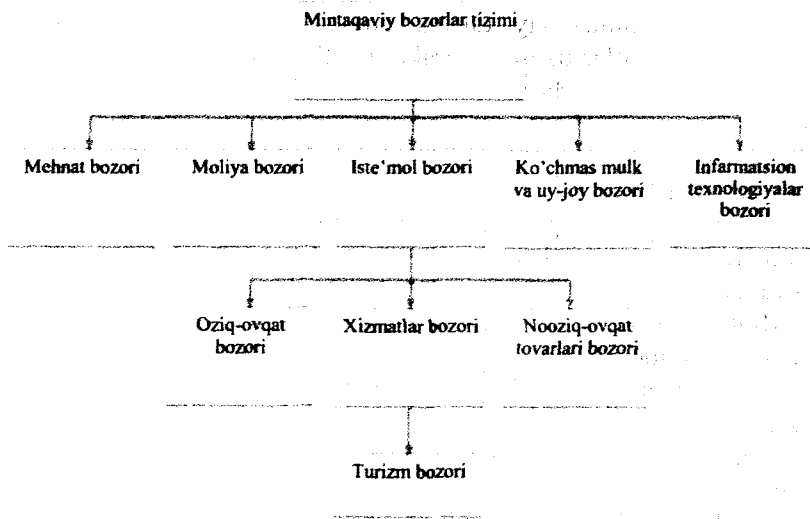 Mintaqaviy bozorlar tizimi
Mehnat bozori
Moliya bozori
Iste'mol bozori
Ko'chmas mulk
va uy-joy bozori
Infarmatsion
texnologiyalar
bozori
Oziq-ovqat
bozori
Xizmatlar bozori
Nooziq-ovqat
tovarlari bozori
Turizm bozori